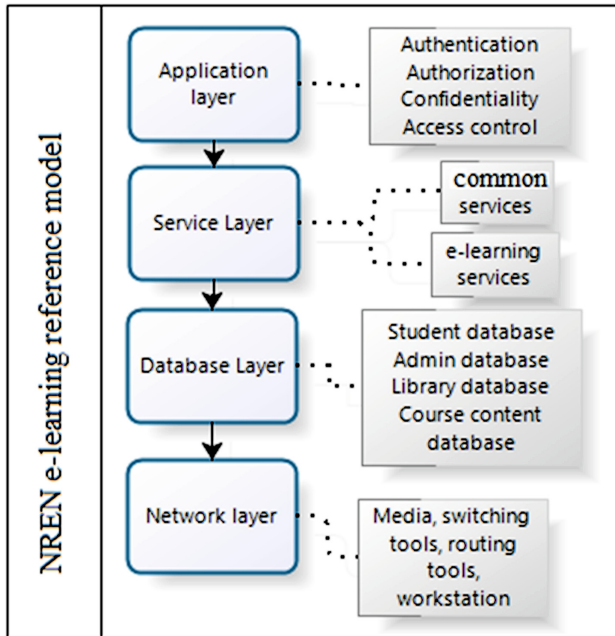 NREN e-learning reference model
Application
layer
Authentication
Authorization
Confidentiality
Access control
Service Layer
common
services
e-learning
services
Database Layer
Student database
Admin database
Library database
Course content
database
Network layer
Media, switching
tools, routing
tools,
workstation